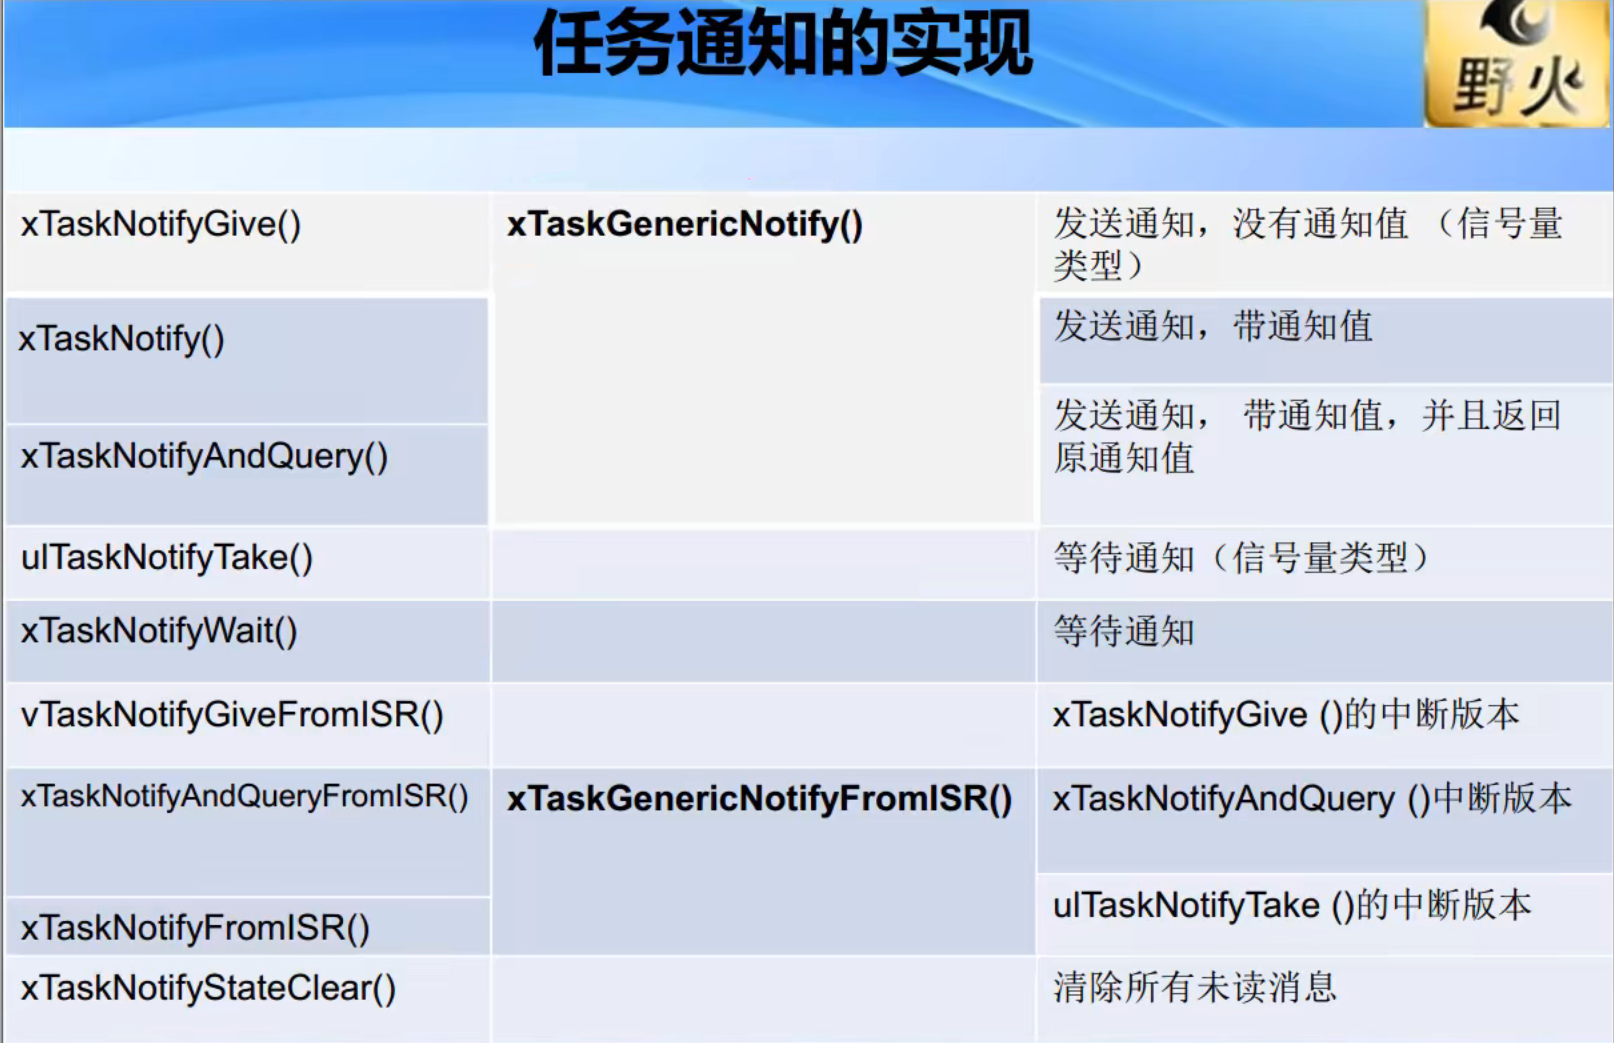 任务通知的实现
野火
xTaskNotifyGive()
xTaskGenericNotify()
发送通知，没有通知值 （信号量
类型）
xTaskNotify()
发送通知，带通知值
xTaskNotifyAndQuery()
发送通知， 带通知值，并且返回
原通知值
ulTaskNotifyTake()
等待通知（信号量类型）
xTaskNotifyWait()
等待通知
vTaskNotifyGiveFromISR()
xTaskNotifyGive ()的中断版本
xTaskNotifyAndQueryFromISR()
xTaskGenericNotifyFromISR()
xTaskNotifyAndQuery ()中断版本
xTaskNotifyFromISR()
ulTaskNotifyTake ()的中断版本
xTaskNotifyStateClear()
清除所有未读消息